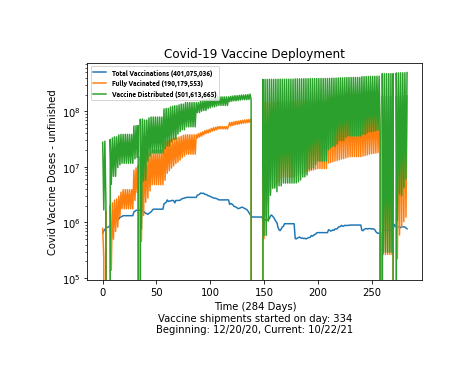 Covid-19 Vaccine Deployment
Total Vaccinations (401,075,036)
Fully Vacinated (190,179,553)
Vaccine Distributed (501,613,665)
Covid Vaccine Doses - unfinished
10⁸
10⁷
10⁶
10⁵
0 50 100 150 200 250
Time (284 Days)
Vaccine shipments started on day: 334
Beginning: 12/20/20, Current: 10/22/21